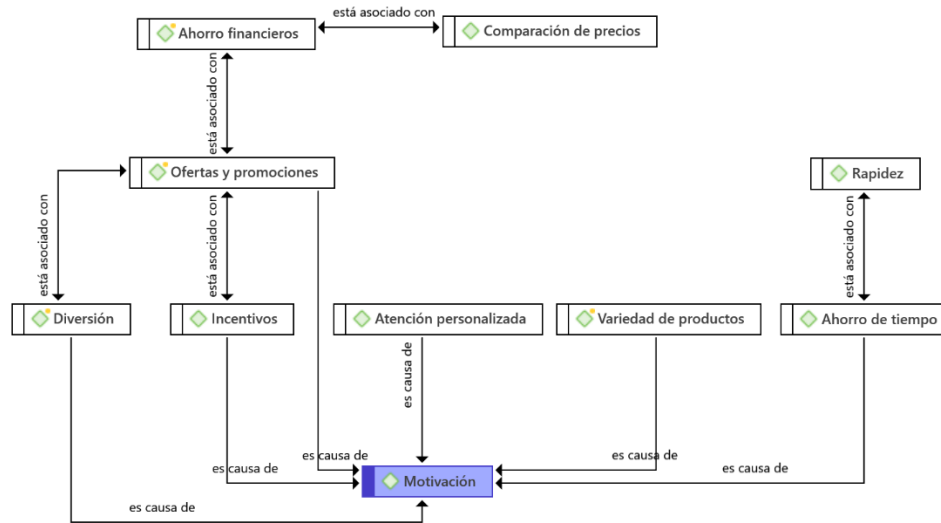 está asociado con
Ahorro financieros
Comparación de precios
está asociado con
Ofertas y promociones
Rapidez
está asociado con
está asociado con
está asociado con
Diversión
Incentivos
Atención personalizada
Variedad de productos
Ahorro de tiempo
es causa de
es causa de
es causa de
es causa de
es causa de
Motivación
es causa de